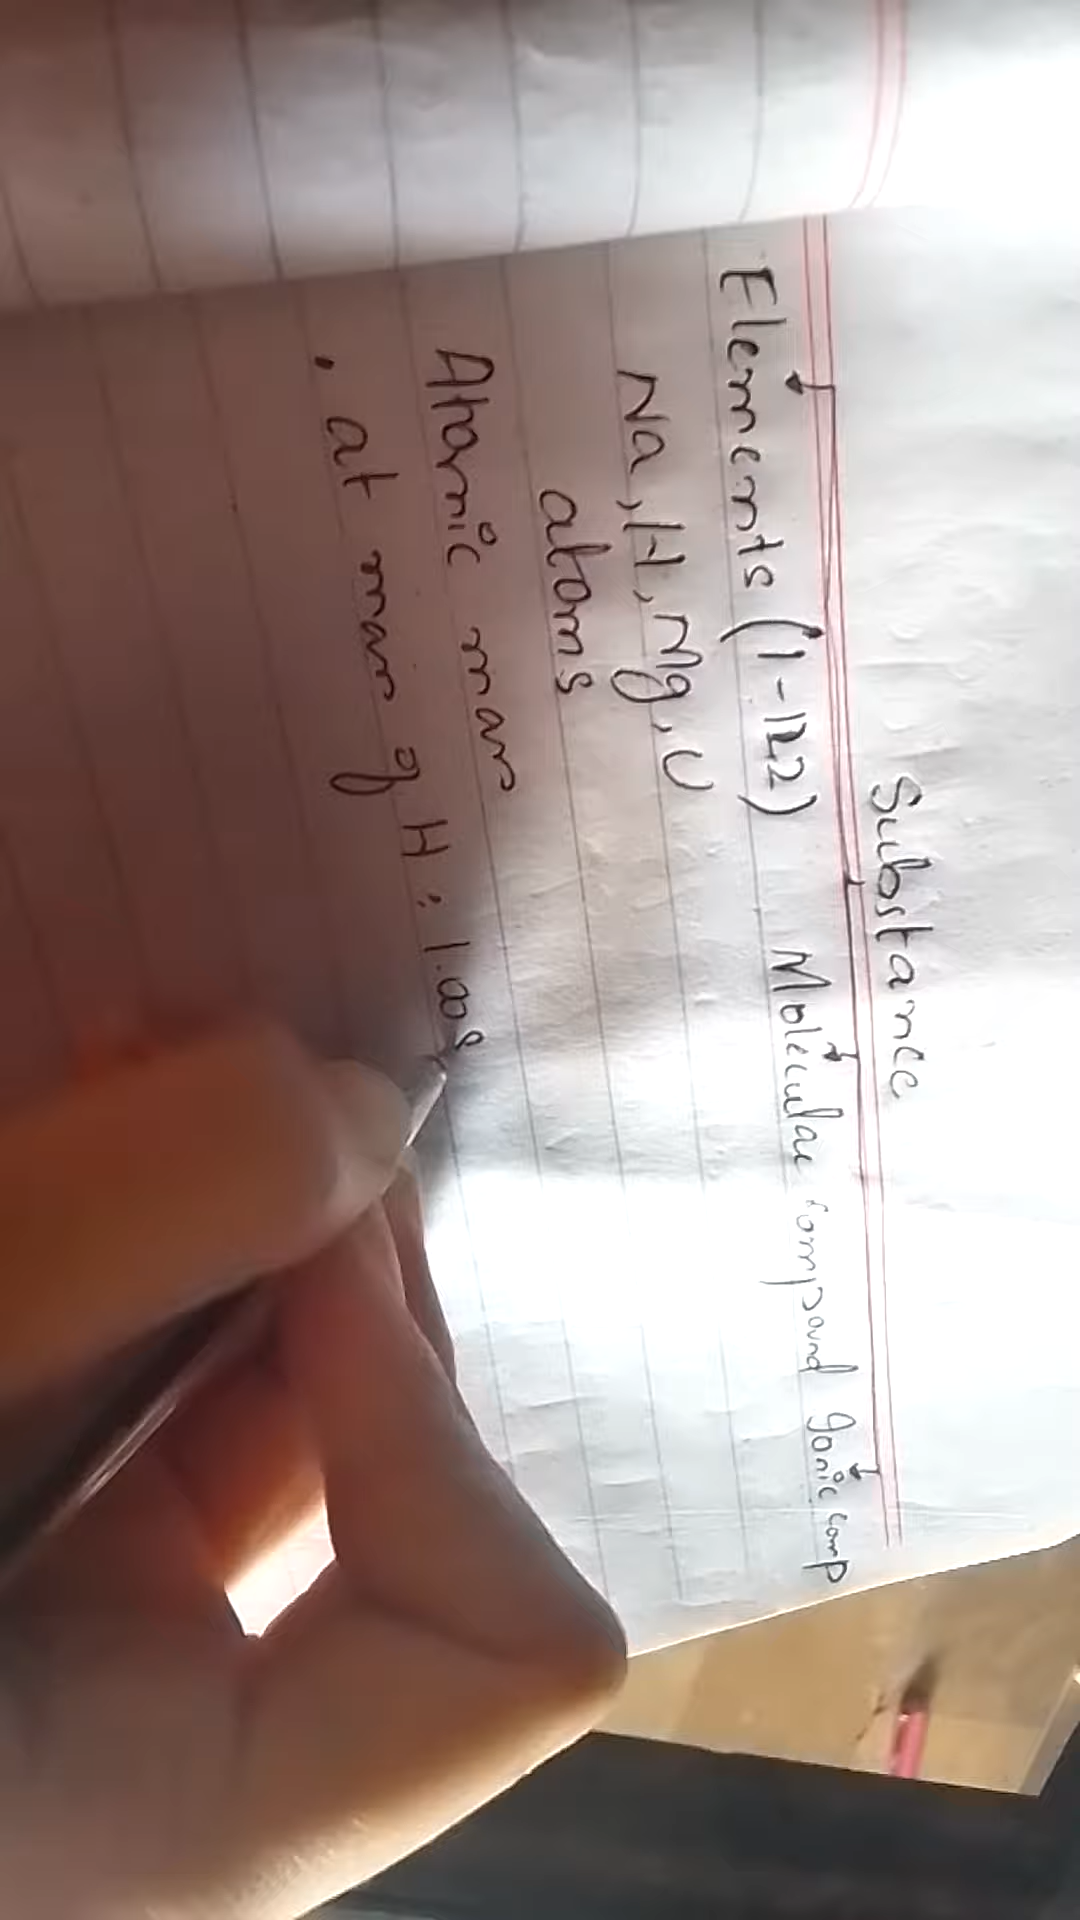 Substance
Elements (1-122) Molecular compound Ionic comp
Na, H, Mg, U
atoms
Atomic mass
. at mass of H : 1.008